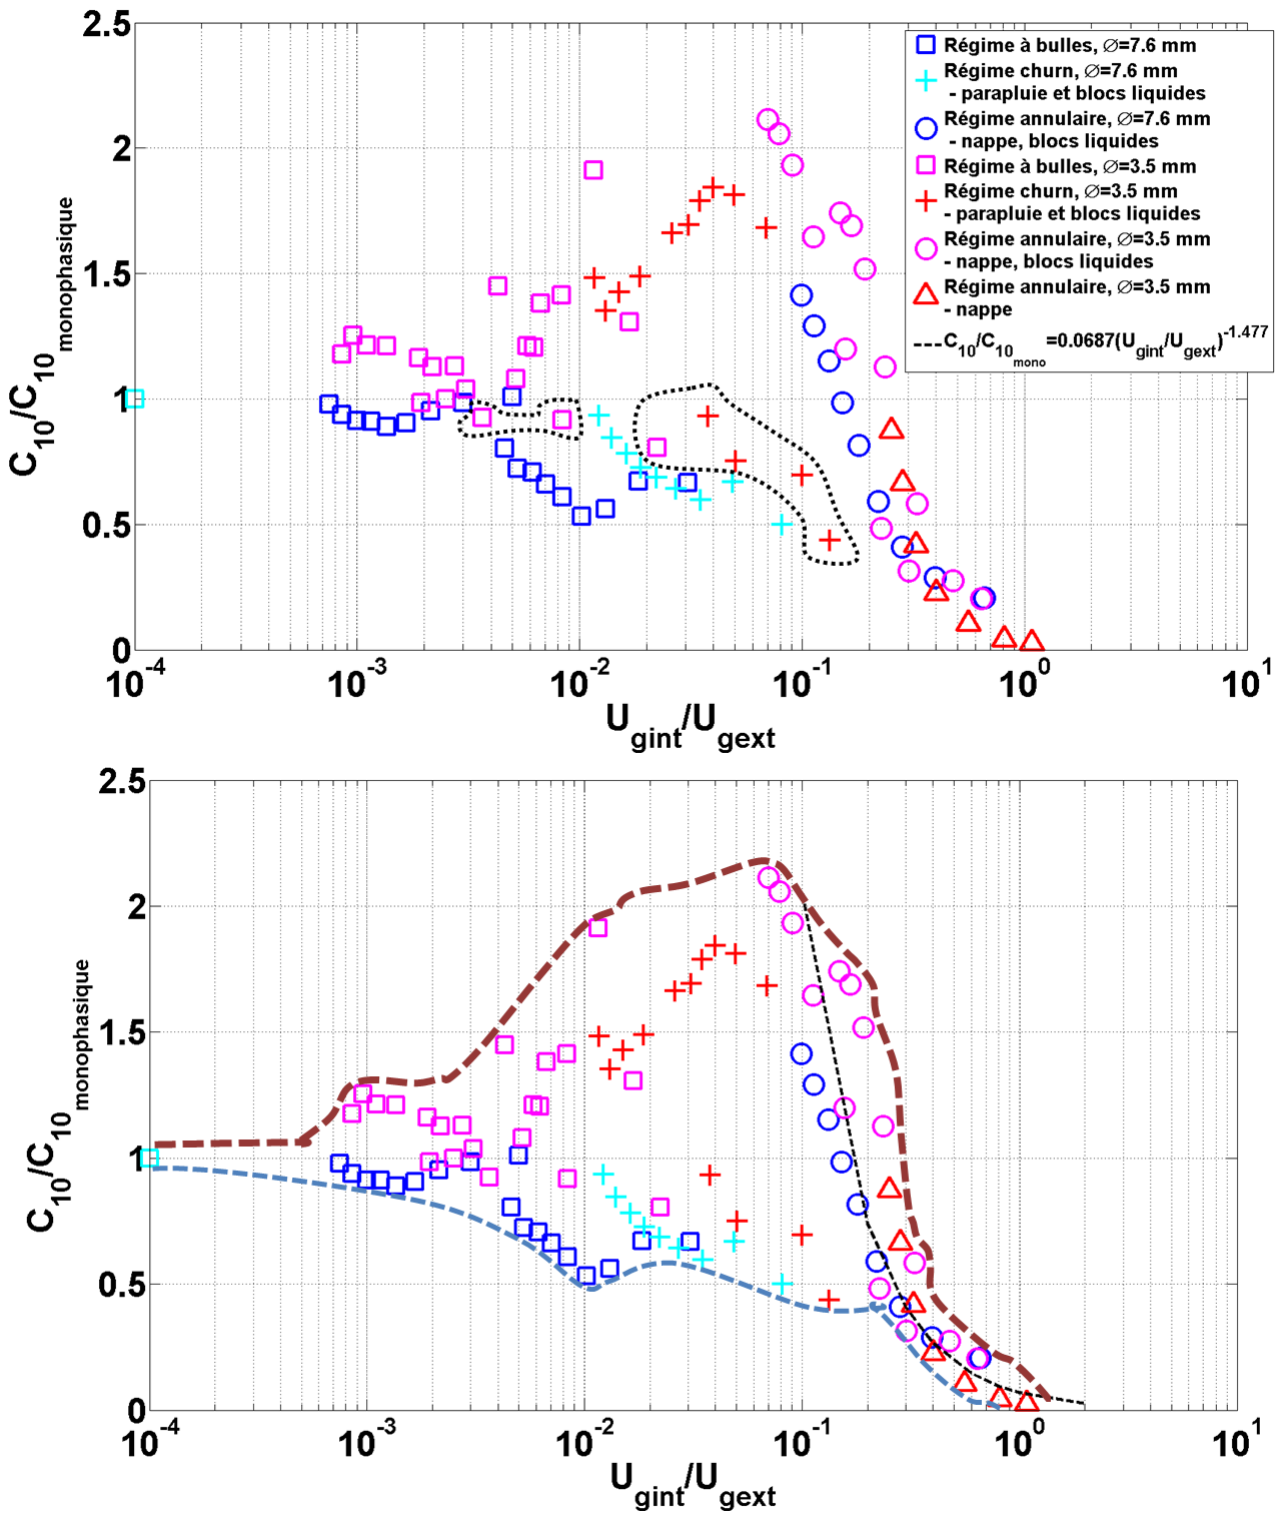 2.5
2
1.5
1
0.5
0
C10/C10 monophasique
10-4
10-3
10-2
10-1
100
101
Ugint/Ugext
Régime à bulles, ∅=7.6 mm
Régime churn, ∅=7.6 mm
- parapluie et blocs liquides
Régime annulaire, ∅=7.6 mm
- nappe, blocs liquides
Régime à bulles, ∅=3.5 mm
Régime churn, ∅=3.5 mm
- parapluie et blocs liquides
Régime annulaire, ∅=3.5 mm
- nappe, blocs liquides
Régime annulaire, ∅=3.5 mm
- nappe
C10/C10mono=0.0687(Ugint/Ugext)-1.477
2.5
2
1.5
1
0.5
0
C10/C10 monophasique
10-4
10-3
10-2
10-1
100
101
Ugint/Ugext